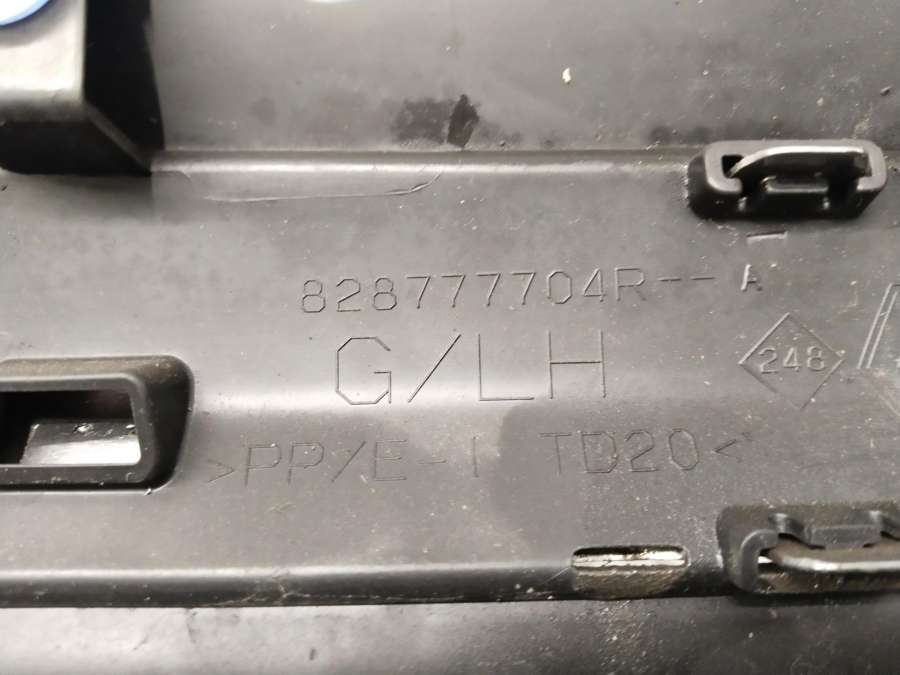 828777704R--A
G/LH
248
>PP/E-I TD20<